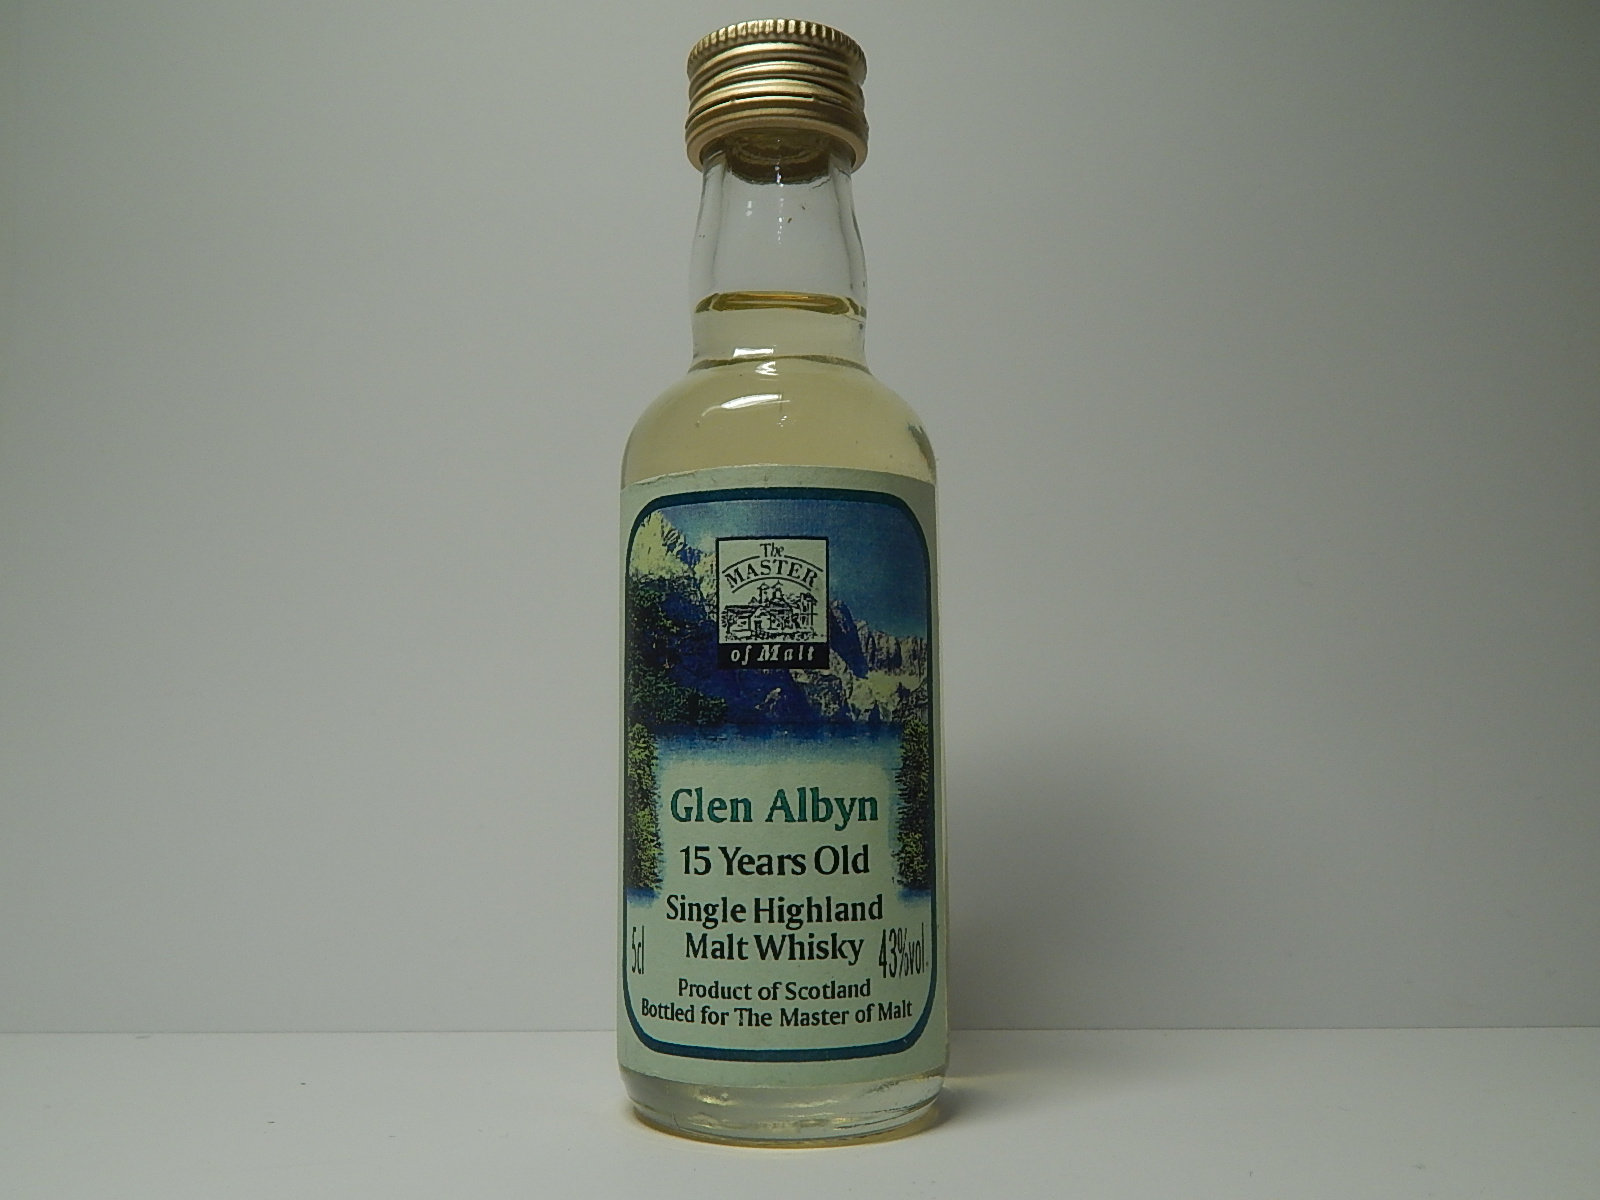 The
MASTER
of Malt
Glen Albyn
15 Years Old
Single Highland
Malt Whisky
5cl
43%vol.
Product of Scotland
Bottled for The Master of Malt